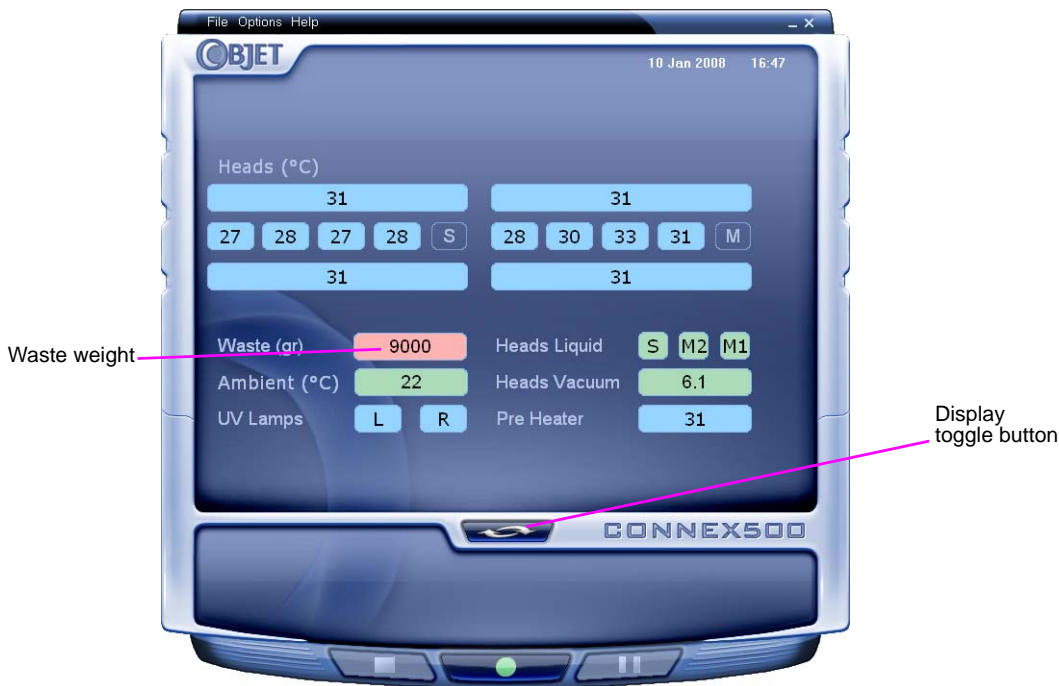 File Options Help
OBJET
10 Jan 2008 16:47
Heads (°C)
31 31
27 28 27 28 S 28 30 33 31 M
31 31
Waste weight
Waste (gr) 9000 Heads Liquid S M2 M1
Ambient (°C) 22 Heads Vacuum 6.1
UV Lamps L R Pre Heater 31
Display
toggle button
CONNEX500